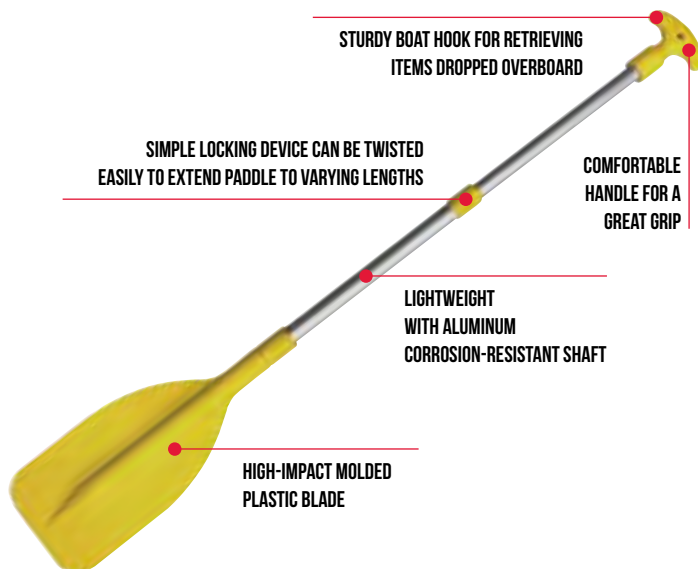 STURDY BOAT HOOK FOR RETRIEVING
ITEMS DROPPED OVERBOARD
SIMPLE LOCKING DEVICE CAN BE TWISTED
EASILY TO EXTEND PADDLE TO VARYING LENGTHS
COMFORTABLE
HANDLE FOR A
GREAT GRIP
LIGHTWEIGHT
WITH ALUMINUM
CORROSION-RESISTANT SHAFT
HIGH-IMPACT MOLDED
PLASTIC BLADE